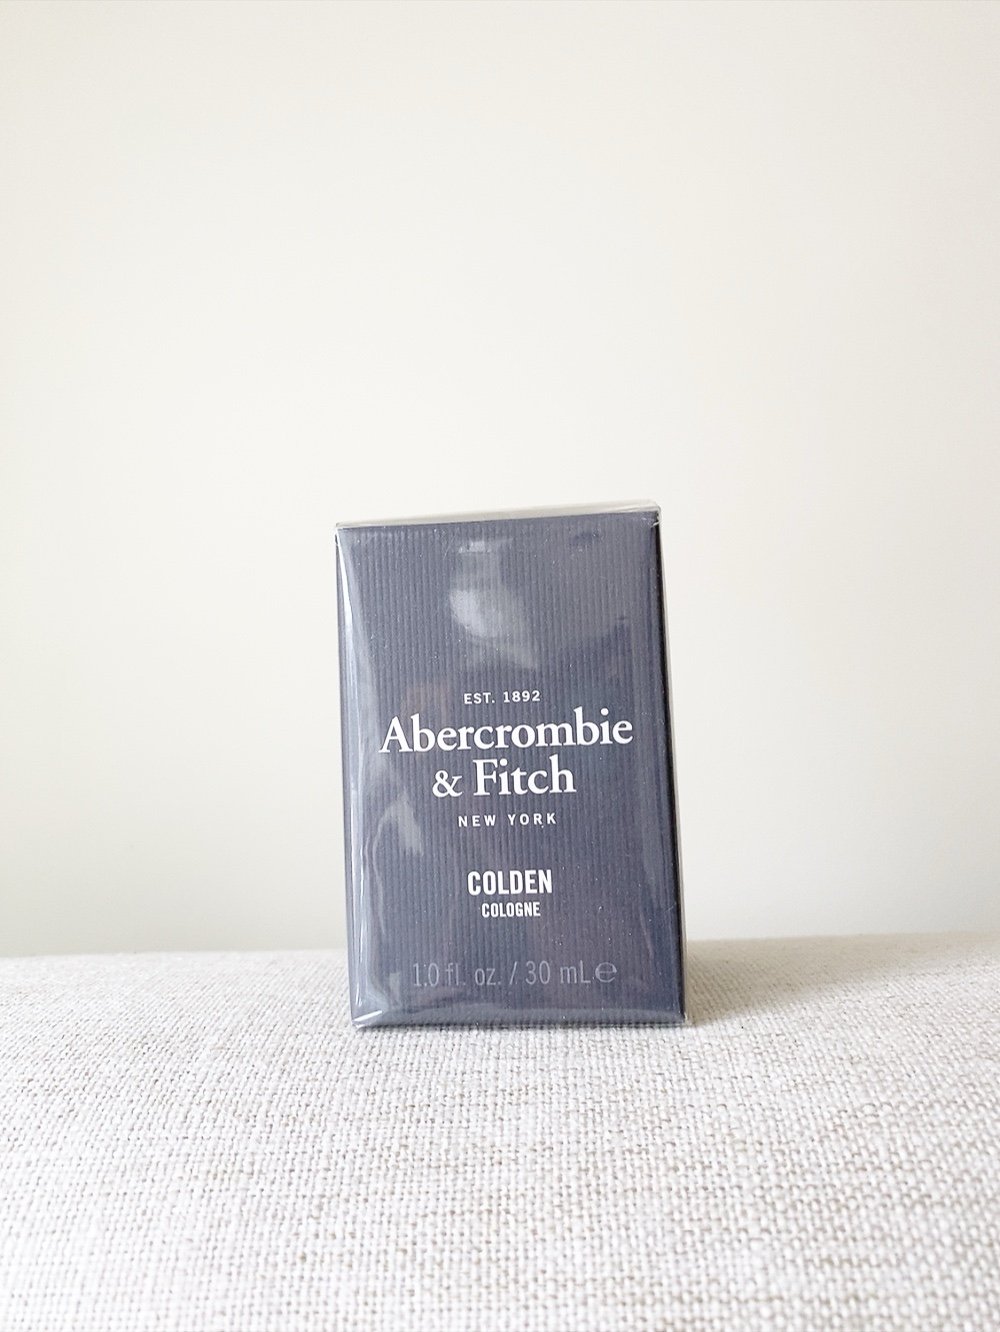 EST. 1892
Abercrombie
& Fitch
NEW YORK
COLDEN
COLOGNE
1.0 fl. oz. / 30 mL ℮